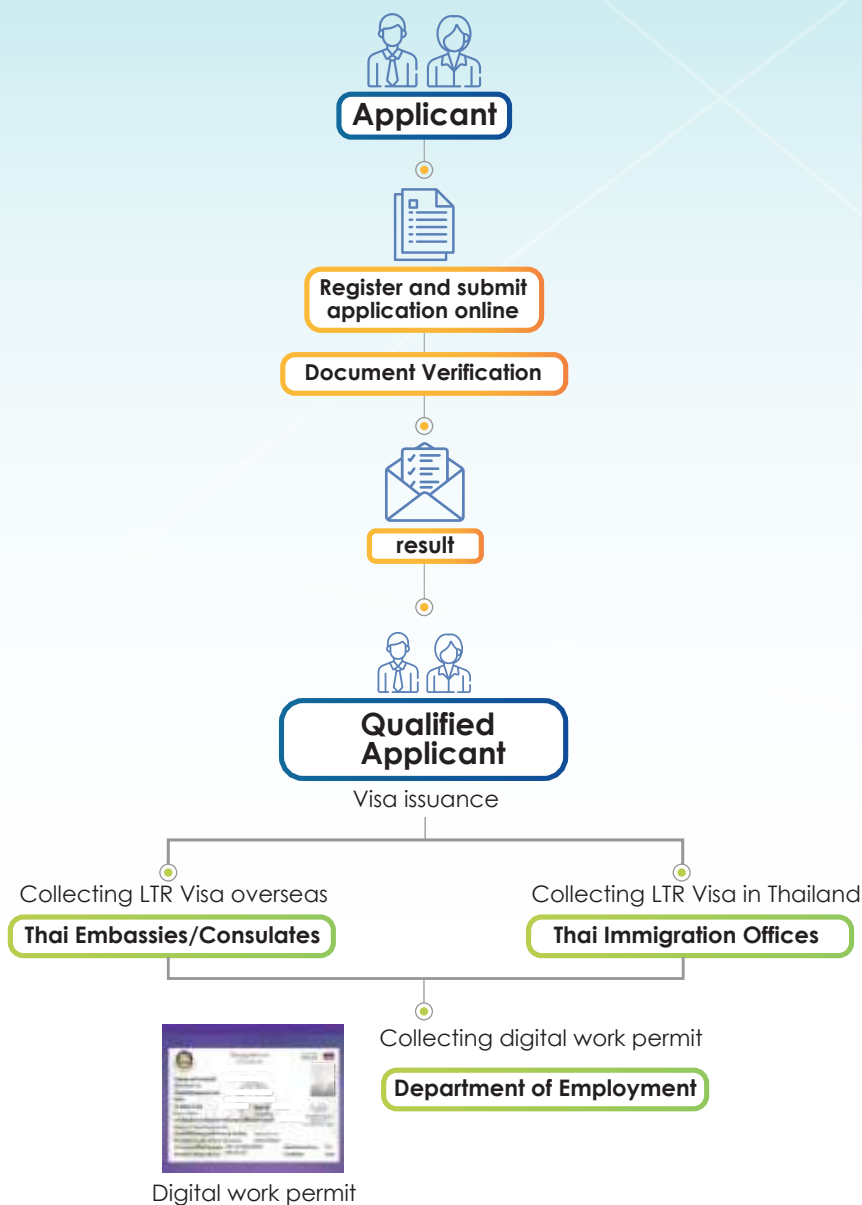 Applicant
Register and submit
application online
Document Verification
result
Qualified
Applicant
Visa issuance
Collecting LTR Visa overseas
Thai Embassies/Consulates
Collecting LTR Visa in Thailand
Thai Immigration Offices
Collecting digital work permit
Department of Employment
Digital work permit